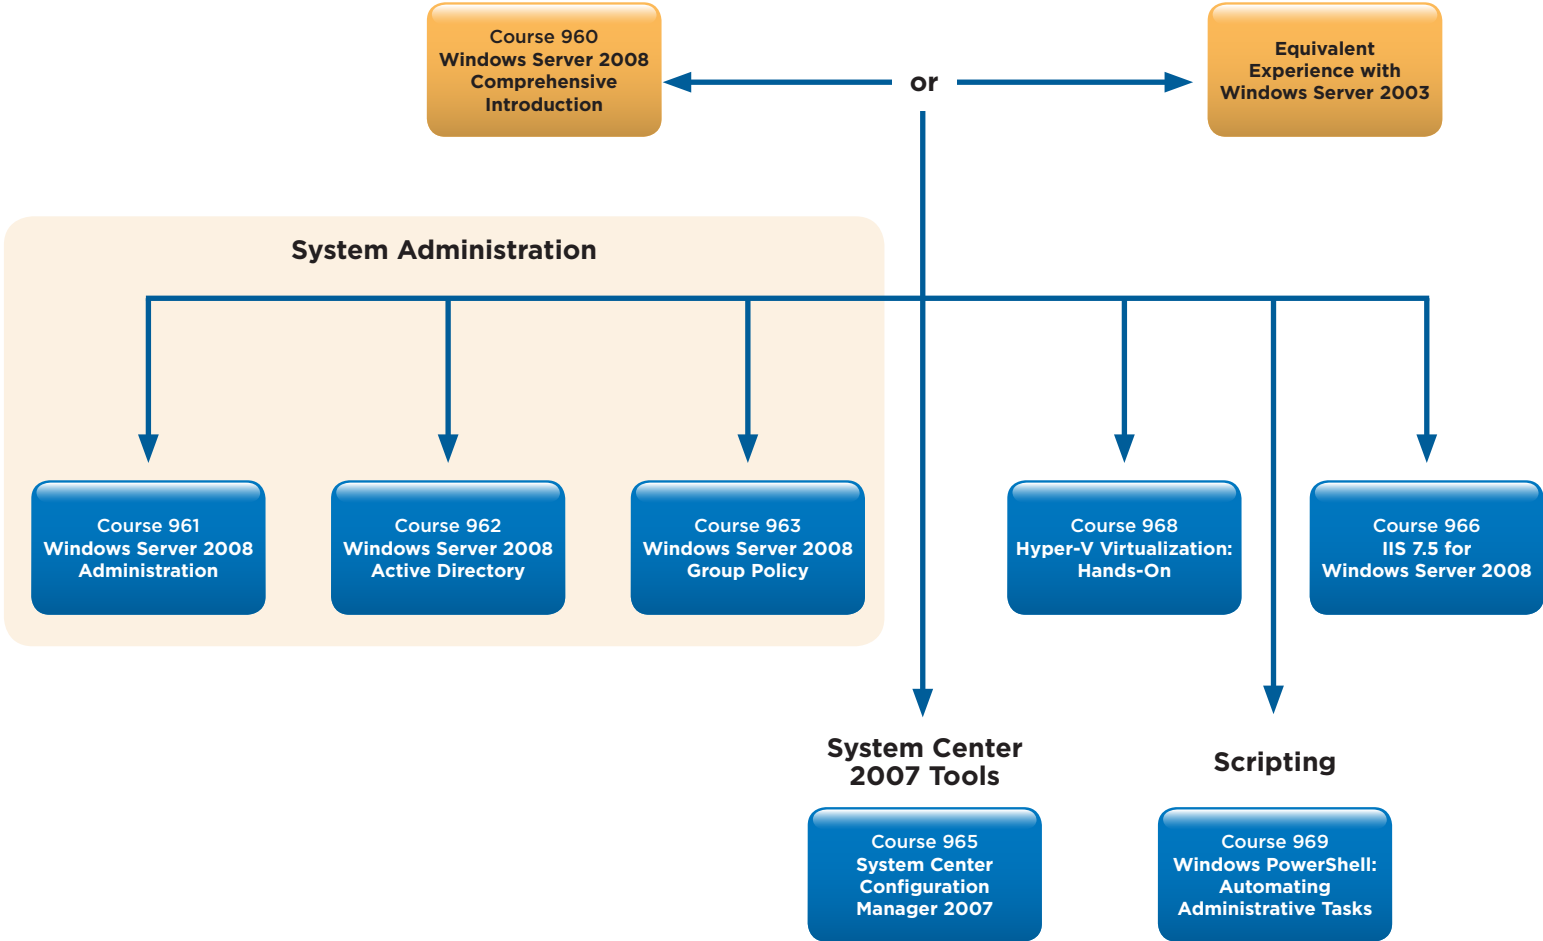 Course 960
Windows Server 2008
Comprehensive
Introduction
or
Equivalent
Experience with
Windows Server 2003
System Administration
Course 961
Windows Server 2008
Administration
Course 962
Windows Server 2008
Active Directory
Course 963
Windows Server 2008
Group Policy
Course 968
Hyper-V Virtualization:
Hands-On
Course 966
IIS 7.5 for
Windows Server 2008
System Center
2007 Tools
Course 965
System Center
Configuration
Manager 2007
Scripting
Course 969
Windows PowerShell:
Automating
Administrative Tasks